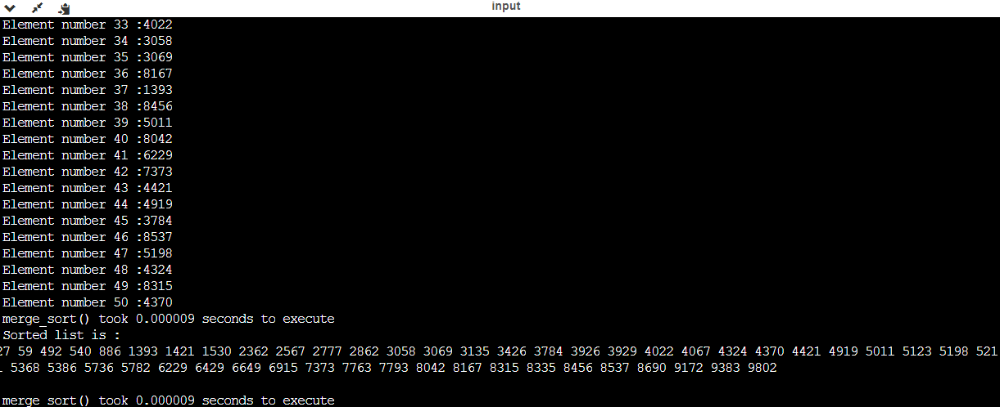 input
Element number 33 :4022
Element number 34 :3058
Element number 35 :3069
Element number 36 :8167
Element number 37 :1393
Element number 38 :8456
Element number 39 :5011
Element number 40 :8042
Element number 41 :6229
Element number 42 :7373
Element number 43 :4421
Element number 44 :4919
Element number 45 :3784
Element number 46 :8537
Element number 47 :5198
Element number 48 :4324
Element number 49 :8315
Element number 50 :4370
merge_sort() took 0.000009 seconds to execute
Sorted list is :
27 59 492 540 886 1393 1421 1530 2362 2567 2777 2862 3058 3069 3135 3426 3784 3926 3929 4022 4067 4324 4370 4421 4919 5011 5123 5198 521
1 5368 5386 5736 5782 6229 6429 6649 6915 7373 7763 7793 8042 8167 8315 8335 8456 8537 8690 9172 9383 9802
merge_sort() took 0.000009 seconds to execute